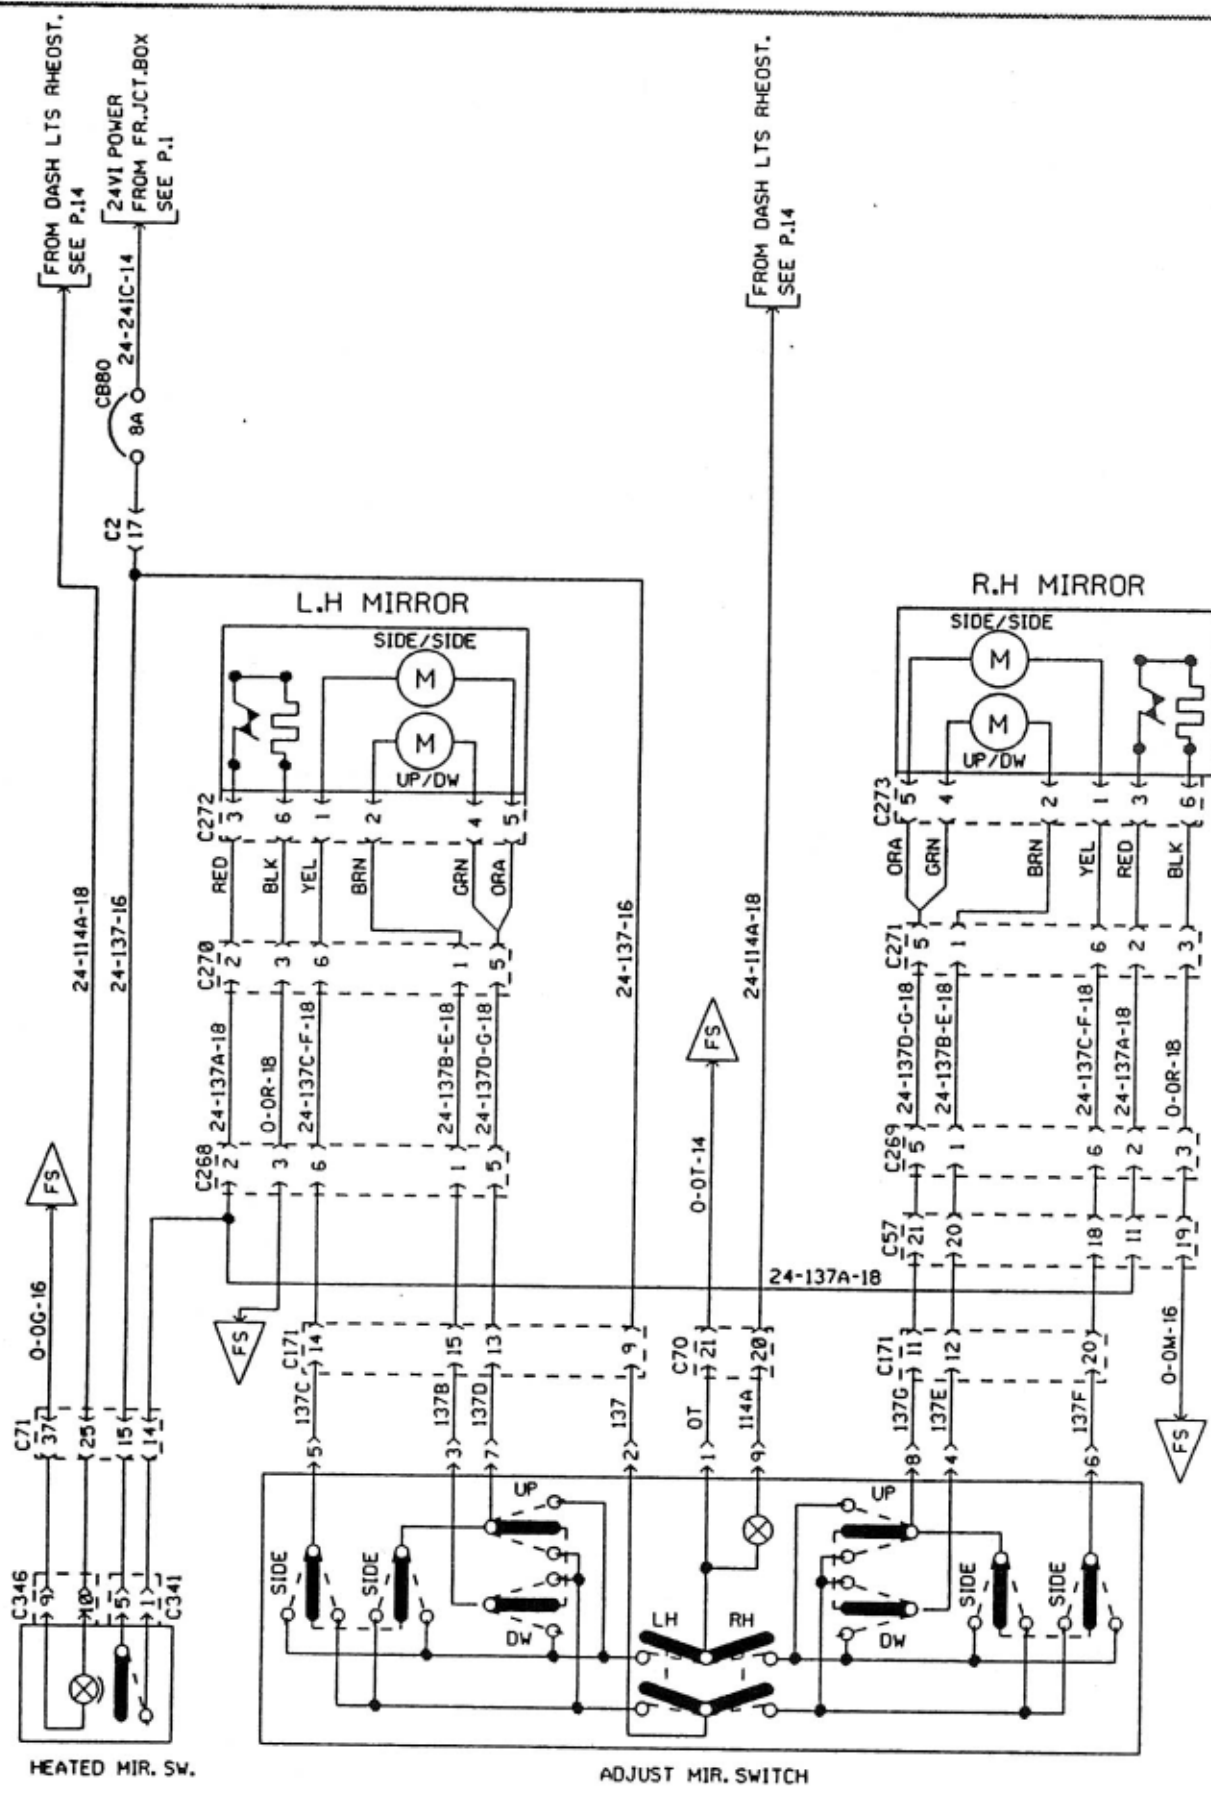 FROM DASH LTS RHEOST.
SEE P.14
24VI POWER
FROM FR.JCT.BOX
SEE P.1
FROM DASH LTS RHEOST.
SEE P.14
24-24IC-14
CB80
8A
C2
17
L.H MIRROR
SIDE/SIDE
M
M
UP/DW
R.H MIRROR
SIDE/SIDE
M
M
UP/DW
C272
3
6
1
2
4
5
C273
5
4
2
1
3
6
RED
BLK
YEL
BRN
GRN
ORA
ORA
GRN
BRN
YEL
RED
BLK
24-114A-18
24-137-16
24-137-16
24-114A-18
C270
2
3
6
1
5
C271
5
1
6
2
3
24-137A-18
0-0R-18
24-137C-F-18
24-137B-E-18
24-137D-G-18
FS
24-137D-G-18
24-137B-E-18
24-137C-F-18
24-137A-18
0-0R-18
C268
2
3
6
1
5
C269
5
1
6
2
3
FS
0-0T-14
C57
21
20
18
11
19
24-137A-18
0-0G-16
FS
C171
14
15
13
9
C70
21
20
C171
11
12
20
0-0M-16
FS
C71
37
25
15
14
137C
137B
137D
137
0T
114A
137G
137E
137F
5
3
7
2
1
9
8
4
6
C346
9
10
5
1
C341
SIDE
SIDE
UP
DW
LH
RH
UP
DW
SIDE
SIDE
HEATED MIR. SW.
ADJUST MIR. SWITCH